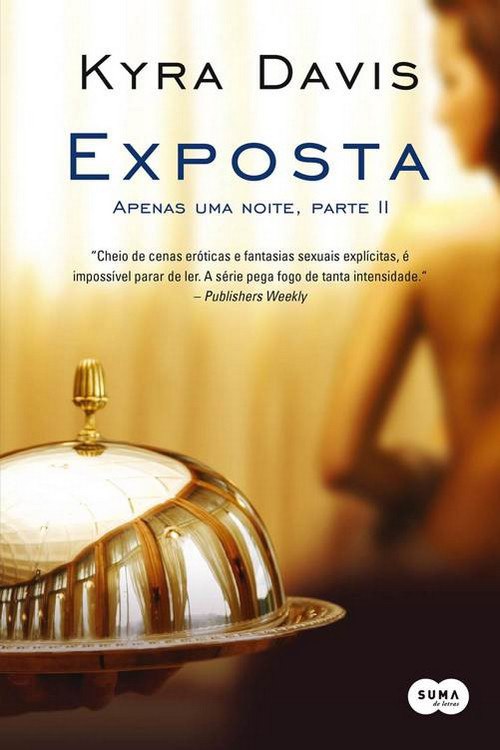 KYRA DAVIS
EXPOSTA
APENAS UMA NOITE, PARTE II
“Cheio de cenas eróticas e fantasias sexuais explícitas, é
impossível parar de ler. A série pega fogo de tanta intensidade.“
– Publishers Weekly
SUMA
de letras